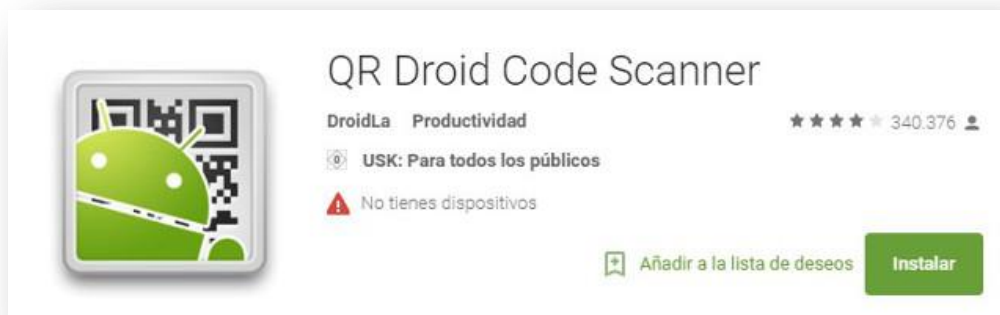 QR Droid Code Scanner
DroidLa Productividad 340.376
USK: Para todos los públicos
No tienes dispositivos
Añadir a la lista de deseos Instalar